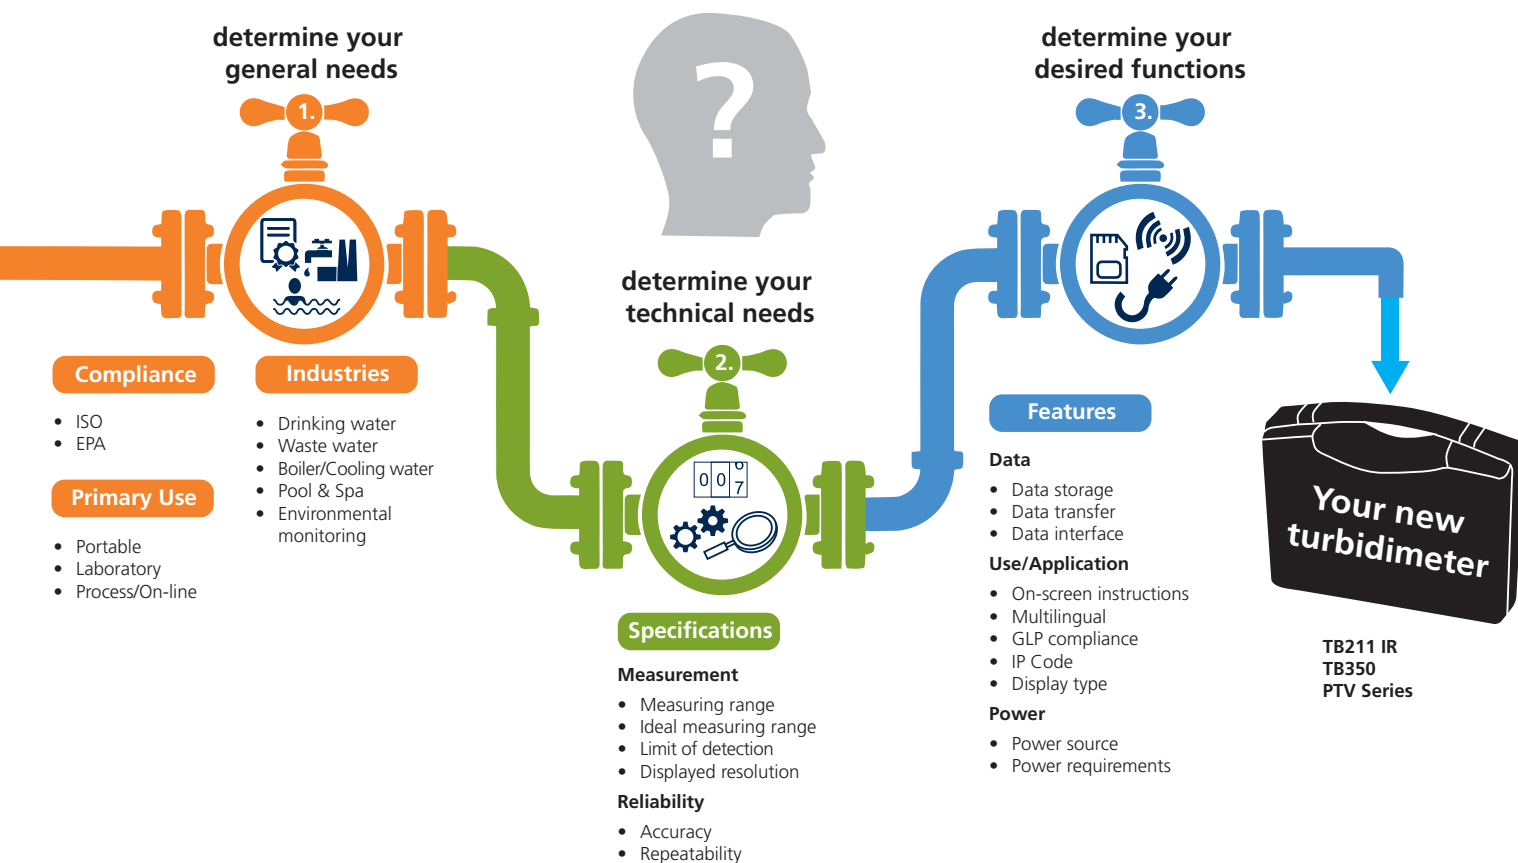 determine your
general needs
1.
Compliance
• ISO
• EPA
Primary Use
• Portable
• Laboratory
• Process/On-line
Industries
• Drinking water
• Waste water
• Boiler/Cooling water
• Pool & Spa
• Environmental
monitoring
?
determine your
technical needs
2.
0 0 7
Specifications
Measurement
• Measuring range
• Ideal measuring range
• Limit of detection
• Displayed resolution
Reliability
• Accuracy
• Repeatability
determine your
desired functions
3.
Features
Data
• Data storage
• Data transfer
• Data interface
Use/Application
• On-screen instructions
• Multilingual
• GLP compliance
• IP Code
• Display type
Power
• Power source
• Power requirements
Your new
turbidimeter
TB211 IR
TB350
PTV Series